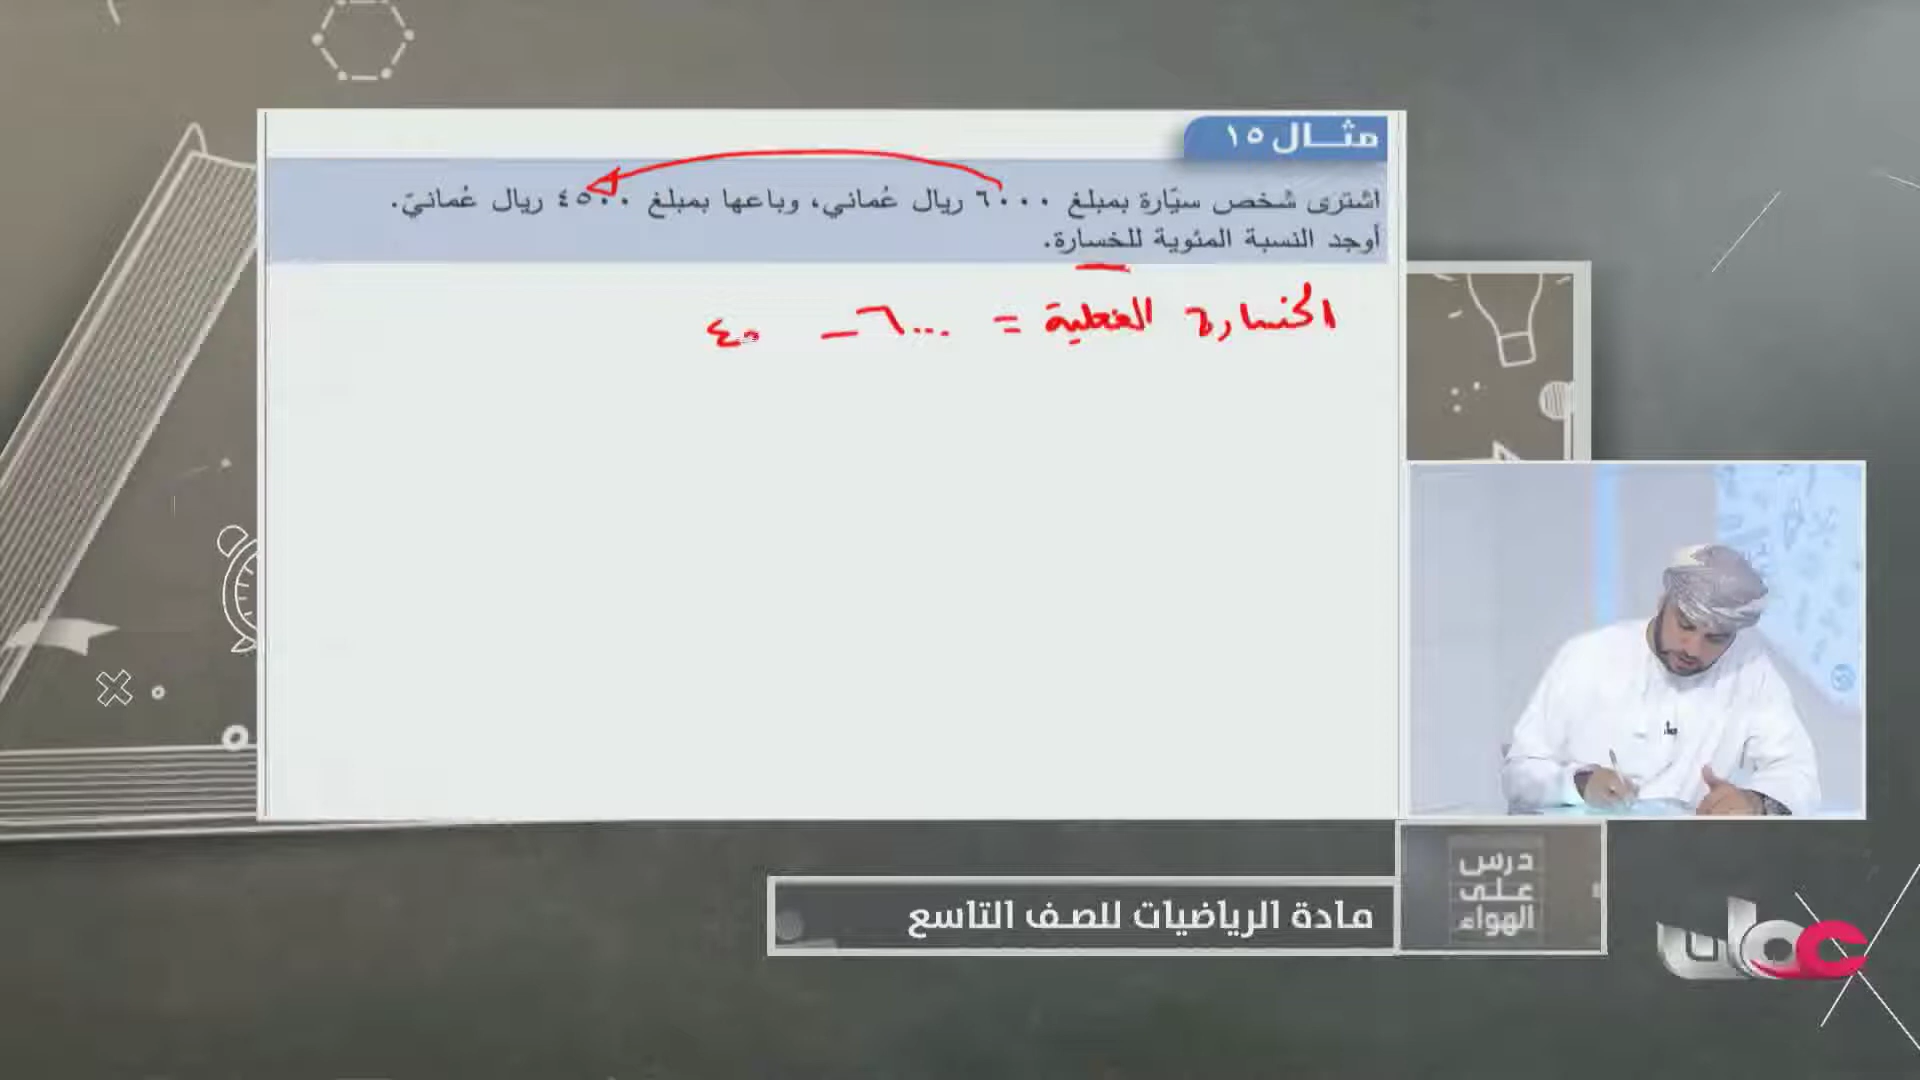 مثال ١٥
اشترى شخص سيّارة بمبلغ ٦٠٠٠ ريال عُماني، وباعها بمبلغ ٤٥٠٠ ريال عُمانيّ.
أوجد النسبة المئوية للخسارة.
الخسارة الفعلية = ٦٠٠٠ – ٤٥
درس
على
الهواء
مادة الرياضيات للصف التاسع
عمان